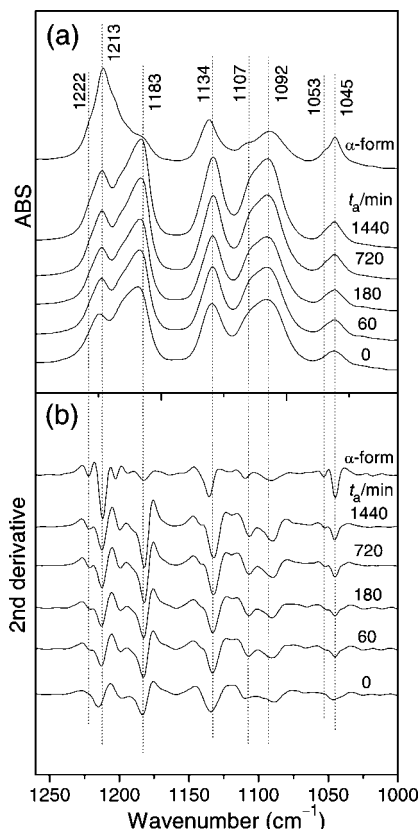 (a)
1222
1213
1183
1134
1107
1092
1053
1045
α-form
tₐ/min
1440
720
180
60
0
ABS
(b)
α-form
tₐ/min
1440
720
180
60
0
2nd derivative
1250 1200 1150 1100 1050 1000
Wavenumber (cm⁻¹)